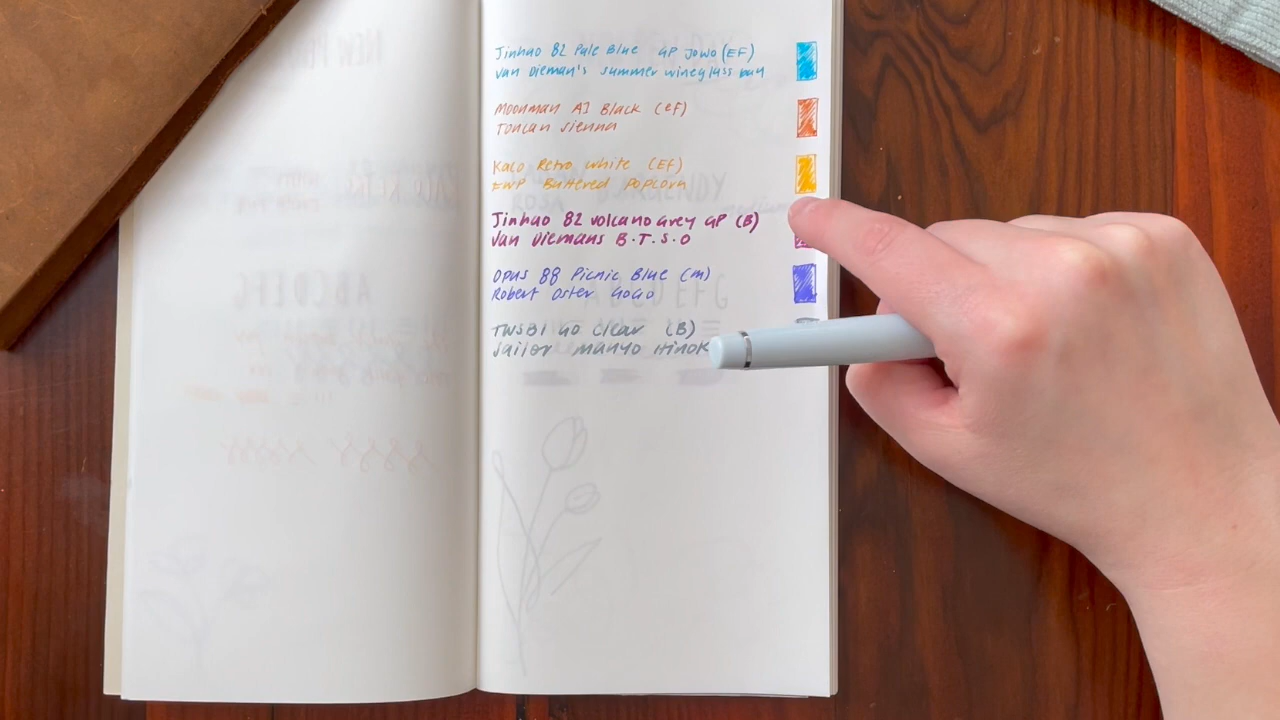 Jinhao 82 Pale Blue GP Jowo (EF)
Van Dieman's summer wineglass bay
Moonman A1 Black (ef)
Toucan Sienna
Kaco Retro white (EF)
FWP Buttered Popcorn
Jinhao 82 volcano grey GP (B)
Van Diemans B.T.S.O
Opus 88 Picnic Blue (m)
Robert Oster GoGo
TWSBI GO Clear (B)
Sailor Manyo